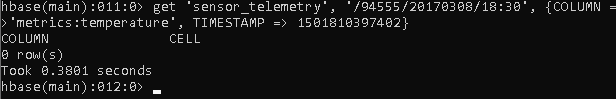 hbase(main):011:0> get 'sensor_telemetry', '/94555/20170308/18:30', {COLUMN =
>'metrics:temperature', TIMESTAMP => 1501810397402}
COLUMN                CELL
0 row(s)
Took 0.3801 seconds
hbase(main):012:0>